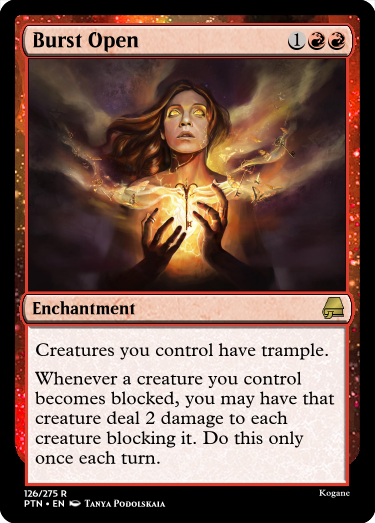 Burst Open 1
Enchantment
Creatures you control have trample.
Whenever a creature you control
becomes blocked, you may have that
creature deal 2 damage to each
creature blocking it. Do this only
once each turn.
126/275 R
Kogane
PTN • EN Tanya Podolskaia